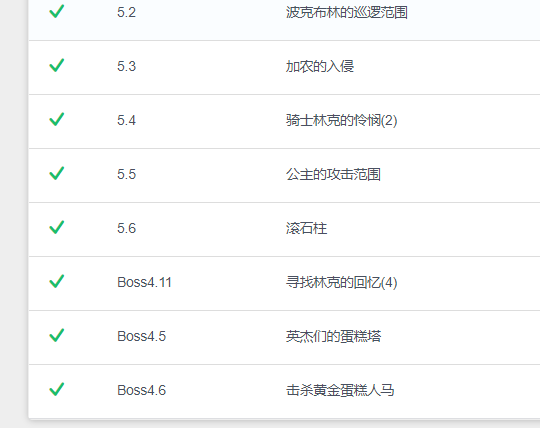 5.2 波克布林的巡逻范围
5.3 加农的入侵
5.4 骑士林克的怜悯(2)
5.5 公主的攻击范围
5.6 滚石柱
Boss4.11 寻找林克的回忆(4)
Boss4.5 英杰们的蛋糕塔
Boss4.6 击杀黄金蛋糕人马